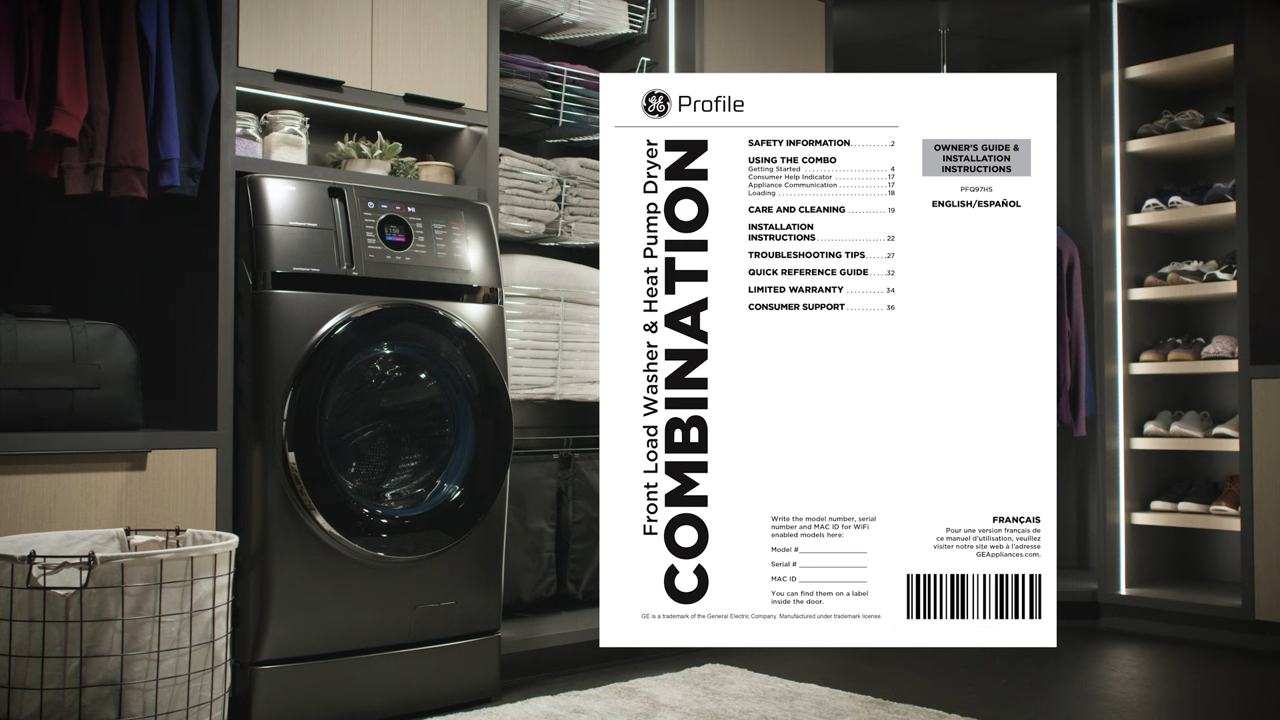 GE Profile
Front Load Washer & Heat Pump Dryer
COMBINATION
SAFETY INFORMATION..........2
USING THE COMBO
Getting Started ..................... 4
Consumer Help Indicator ........17
Appliance Communication ............17
Loading ............................. 18
CARE AND CLEANING .......... 19
INSTALLATION
INSTRUCTIONS.................. 22
TROUBLESHOOTING TIPS.....27
QUICK REFERENCE GUIDE....32
LIMITED WARRANTY ......... 34
CONSUMER SUPPORT ......... 36
OWNER'S GUIDE &
INSTALLATION
INSTRUCTIONS
PFQ97HS
ENGLISH/ESPAÑOL
Write the model number, serial
number and MAC ID for WiFi
enabled models here:
Model #_______________
Serial # _______________
MAC ID _______________
You can find them on a label
inside the door.
FRANÇAIS
Pour une version français de
ce manuel d'utilisation, veuillez
visiter notre site web à l'adresse
GEAppliances.com.
GE is a trademark of the General Electric Company. Manufactured under trademark license.